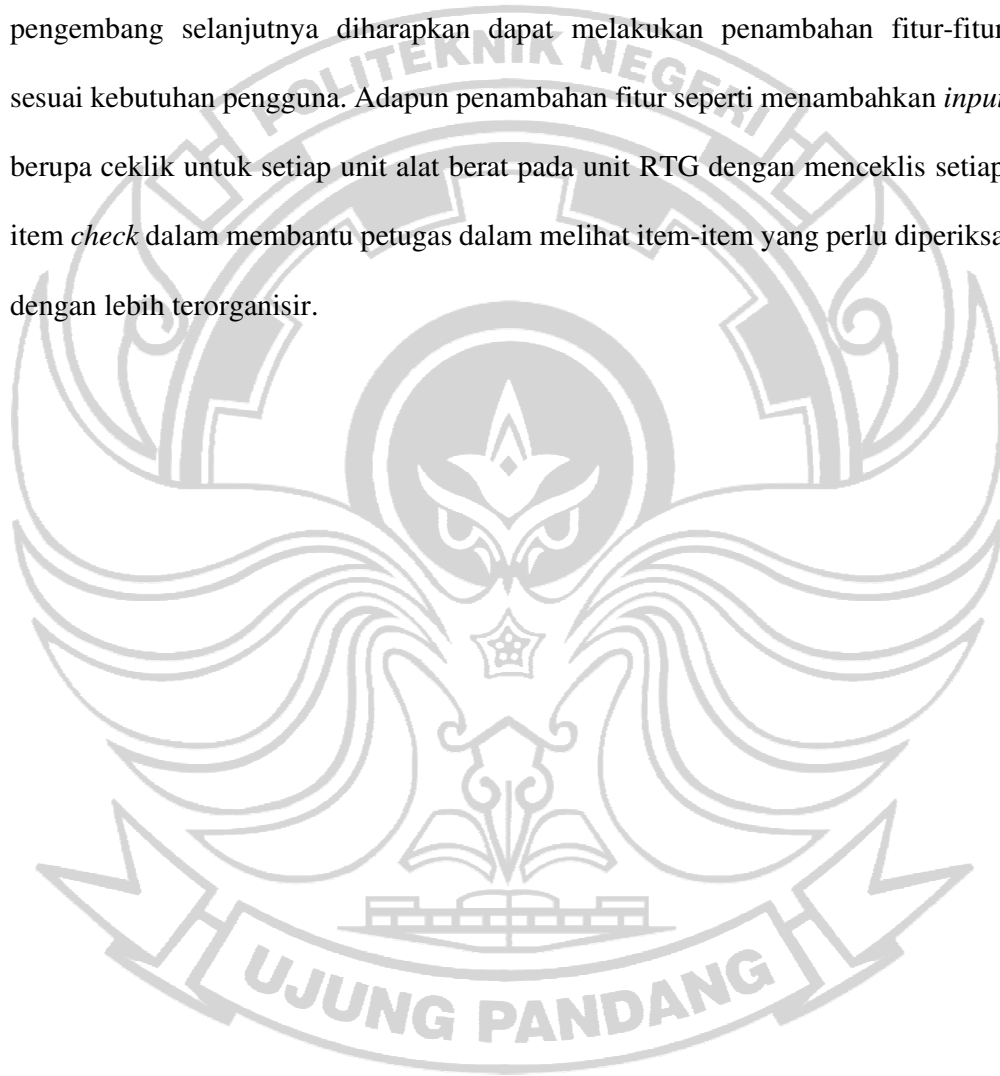 pengembang selanjutnya diharapkan dapat melakukan penambahan fitur-fitur
sesuai kebutuhan pengguna. Adapun penambahan fitur seperti menambahkan input
berupa ceklik untuk setiap unit alat berat pada unit RTG dengan menceklis setiap
item check dalam membantu petugas dalam melihat item-item yang perlu diperiksa
dengan lebih terorganisir.
POLITEKNIK NEGERI
UJUNG PANDANG